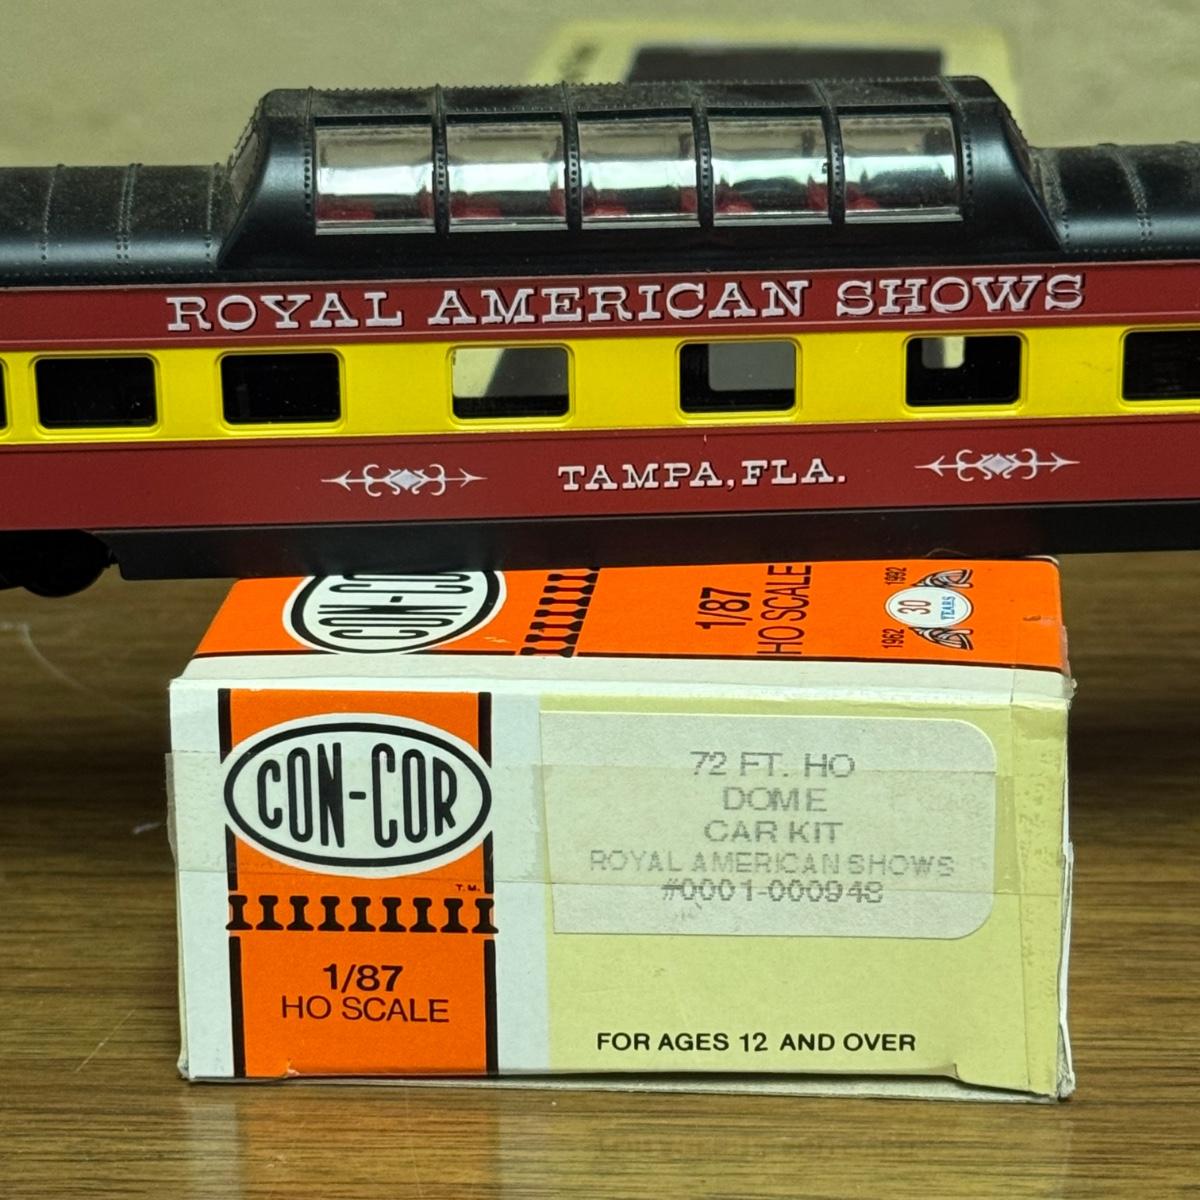 ROYAL AMERICAN SHOWS
TAMPA, FLA.
CON-CO
1/87
HO SCALE
1962
1992
30
YEARS
CON-COR
T.M.
1/87
HO SCALE
72 FT. HO
DOME
CAR KIT
ROYAL AMERICAN SHOWS
#0001-000948
FOR AGES 12 AND OVER